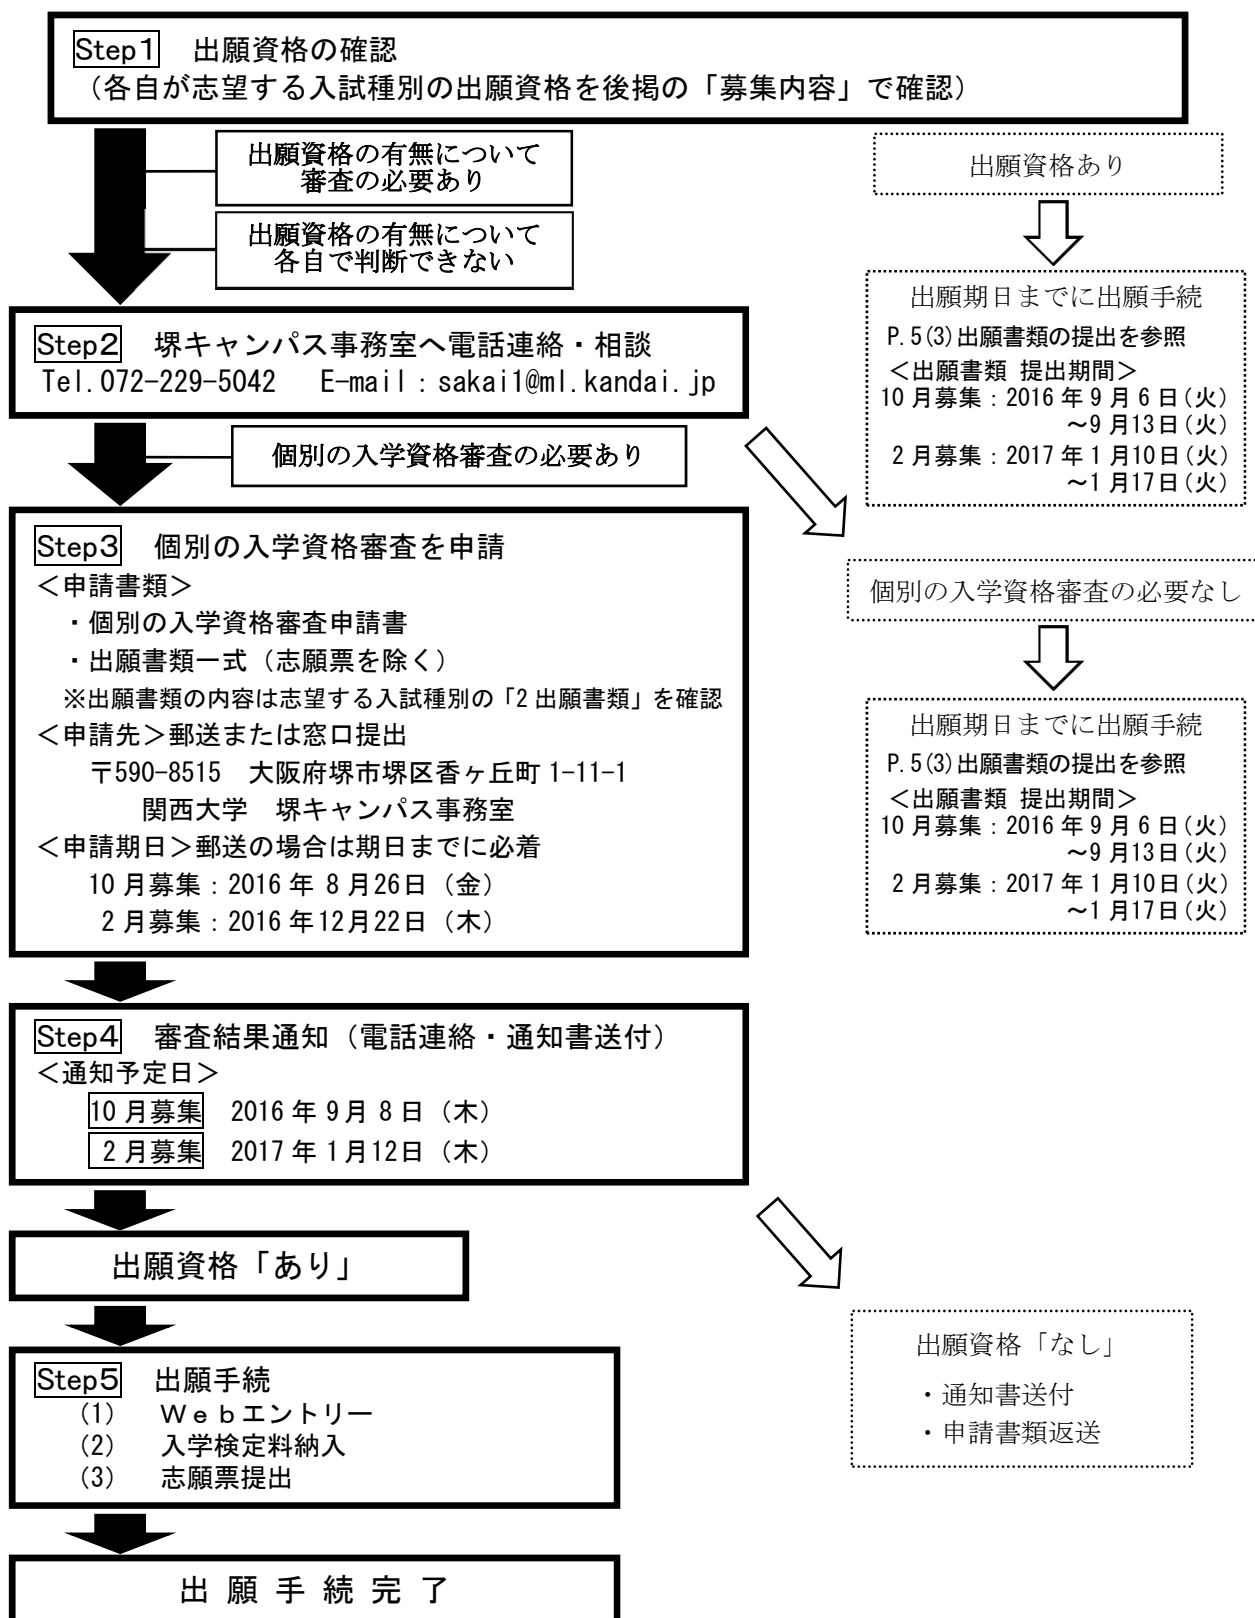 Step1 出願資格の確認
（各自が志望する入試種別の出願資格を後掲の「募集内容」で確認）
出願資格の有無について
審査の必要あり
出願資格の有無について
各自で判断できない
出願資格あり
出願期日までに出願手続
P.5(3)出願書類の提出を参照
＜出願書類 提出期間＞
10月募集：2016年9月6日(火)
～9月13日(火)
2月募集：2017年1月10日(火)
～1月17日(火)
Step2 堺キャンパス事務室へ電話連絡・相談
Tel.072-229-5042 E-mail：sakai1@ml.kandai.jp
個別の入学資格審査の必要あり
Step3 個別の入学資格審査を申請
＜申請書類＞
・個別の入学資格審査申請書
・出願書類一式（志願票を除く）
※出願書類の内容は志望する入試種別の「2出願書類」を確認
＜申請先＞郵送または窓口提出
〒590-8515 大阪府堺市堺区香ヶ丘町1-11-1
関西大学 堺キャンパス事務室
＜申請期日＞郵送の場合は期日までに必着
10月募集：2016年8月26日（金）
2月募集：2016年12月22日（木）
個別の入学資格審査の必要なし
出願期日までに出願手続
P.5(3)出願書類の提出を参照
＜出願書類 提出期間＞
10月募集：2016年9月6日(火)
～9月13日(火)
2月募集：2017年1月10日(火)
～1月17日(火)
Step4 審査結果通知（電話連絡・通知書送付）
＜通知予定日＞
10月募集 2016年9月8日（木）
2月募集 2017年1月12日（木）
出願資格「あり」
出願資格「なし」
・通知書送付
・申請書類返送
Step5 出願手続
(1) Ｗｅｂエントリー
(2) 入学検定料納入
(3) 志願票提出
出願手続完了